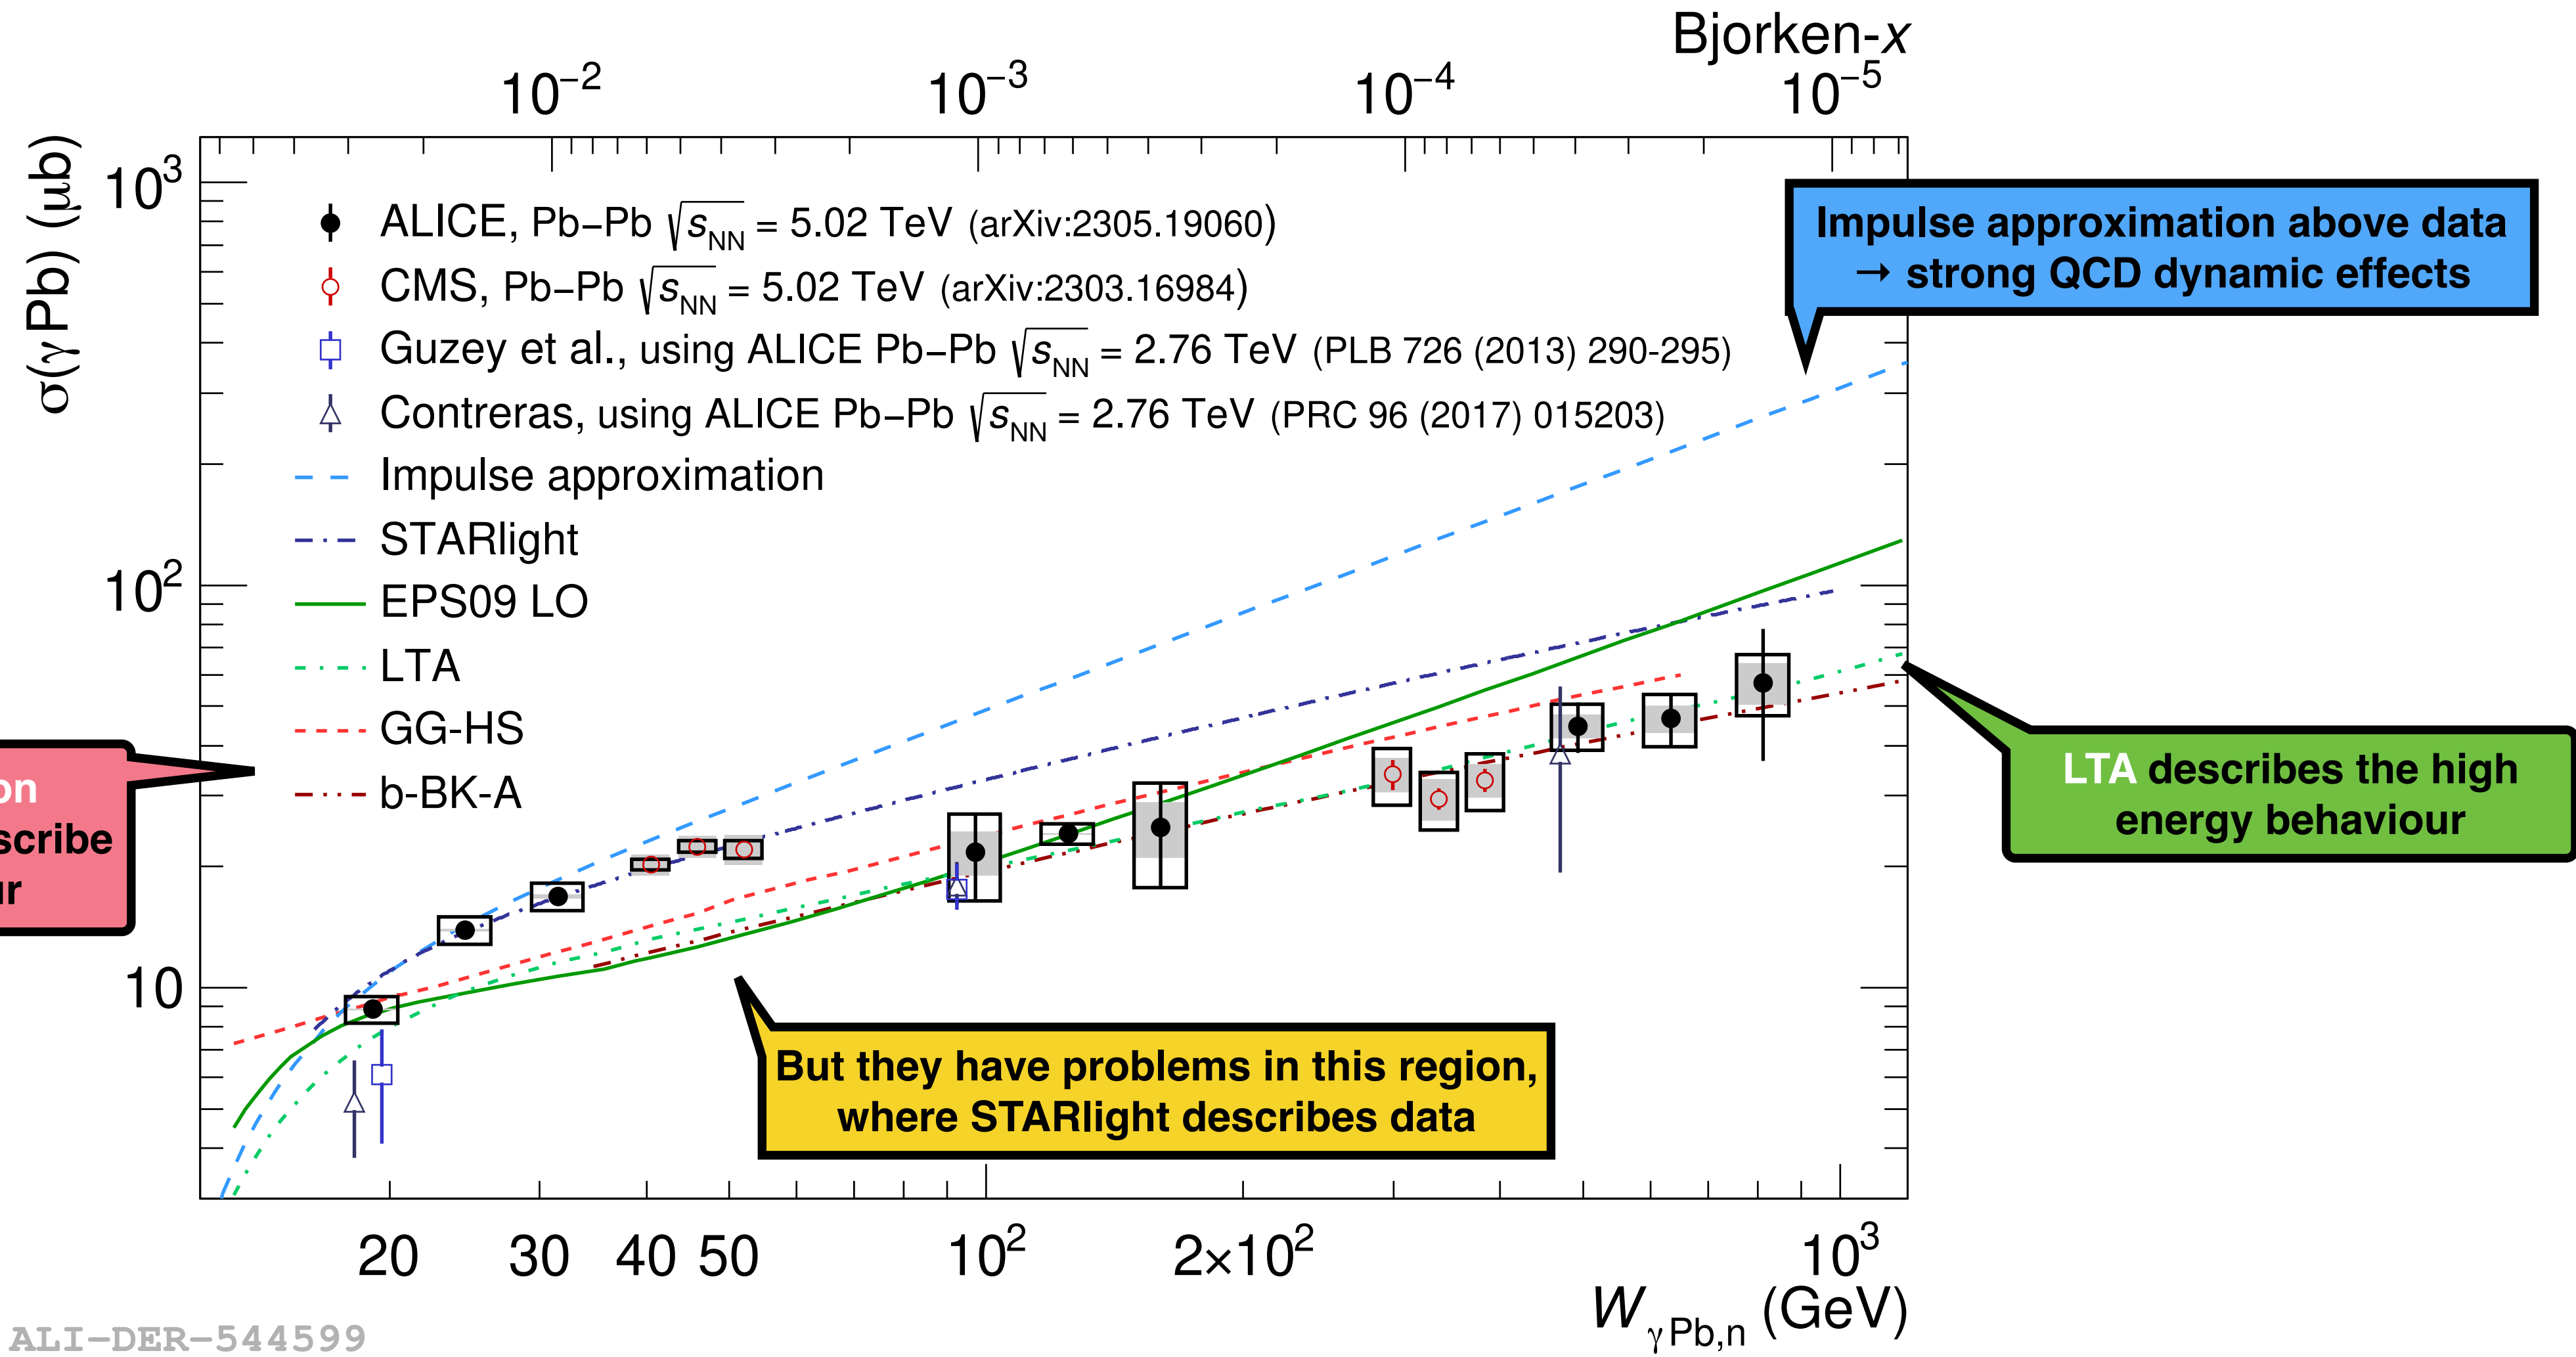 Bjorken-x
10⁻² 10⁻³ 10⁻⁴ 10⁻⁵
σ(γ Pb) (μb)
10³
10²
10
ALICE, Pb−Pb √sNN = 5.02 TeV (arXiv:2305.19060)
CMS, Pb−Pb √sNN = 5.02 TeV (arXiv:2303.16984)
Guzey et al., using ALICE Pb−Pb √sNN = 2.76 TeV (PLB 726 (2013) 290-295)
Contreras, using ALICE Pb−Pb √sNN = 2.76 TeV (PRC 96 (2017) 015203)
Impulse approximation
STARlight
EPS09 LO
LTA
GG-HS
b-BK-A
Impulse approximation above data
→ strong QCD dynamic effects
LTA describes the high
energy behaviour
But they have problems in this region,
where STARlight describes data
20 30 40 50 10² 2×10² 10³
WγPb,n (GeV)
ALI−DER−544599